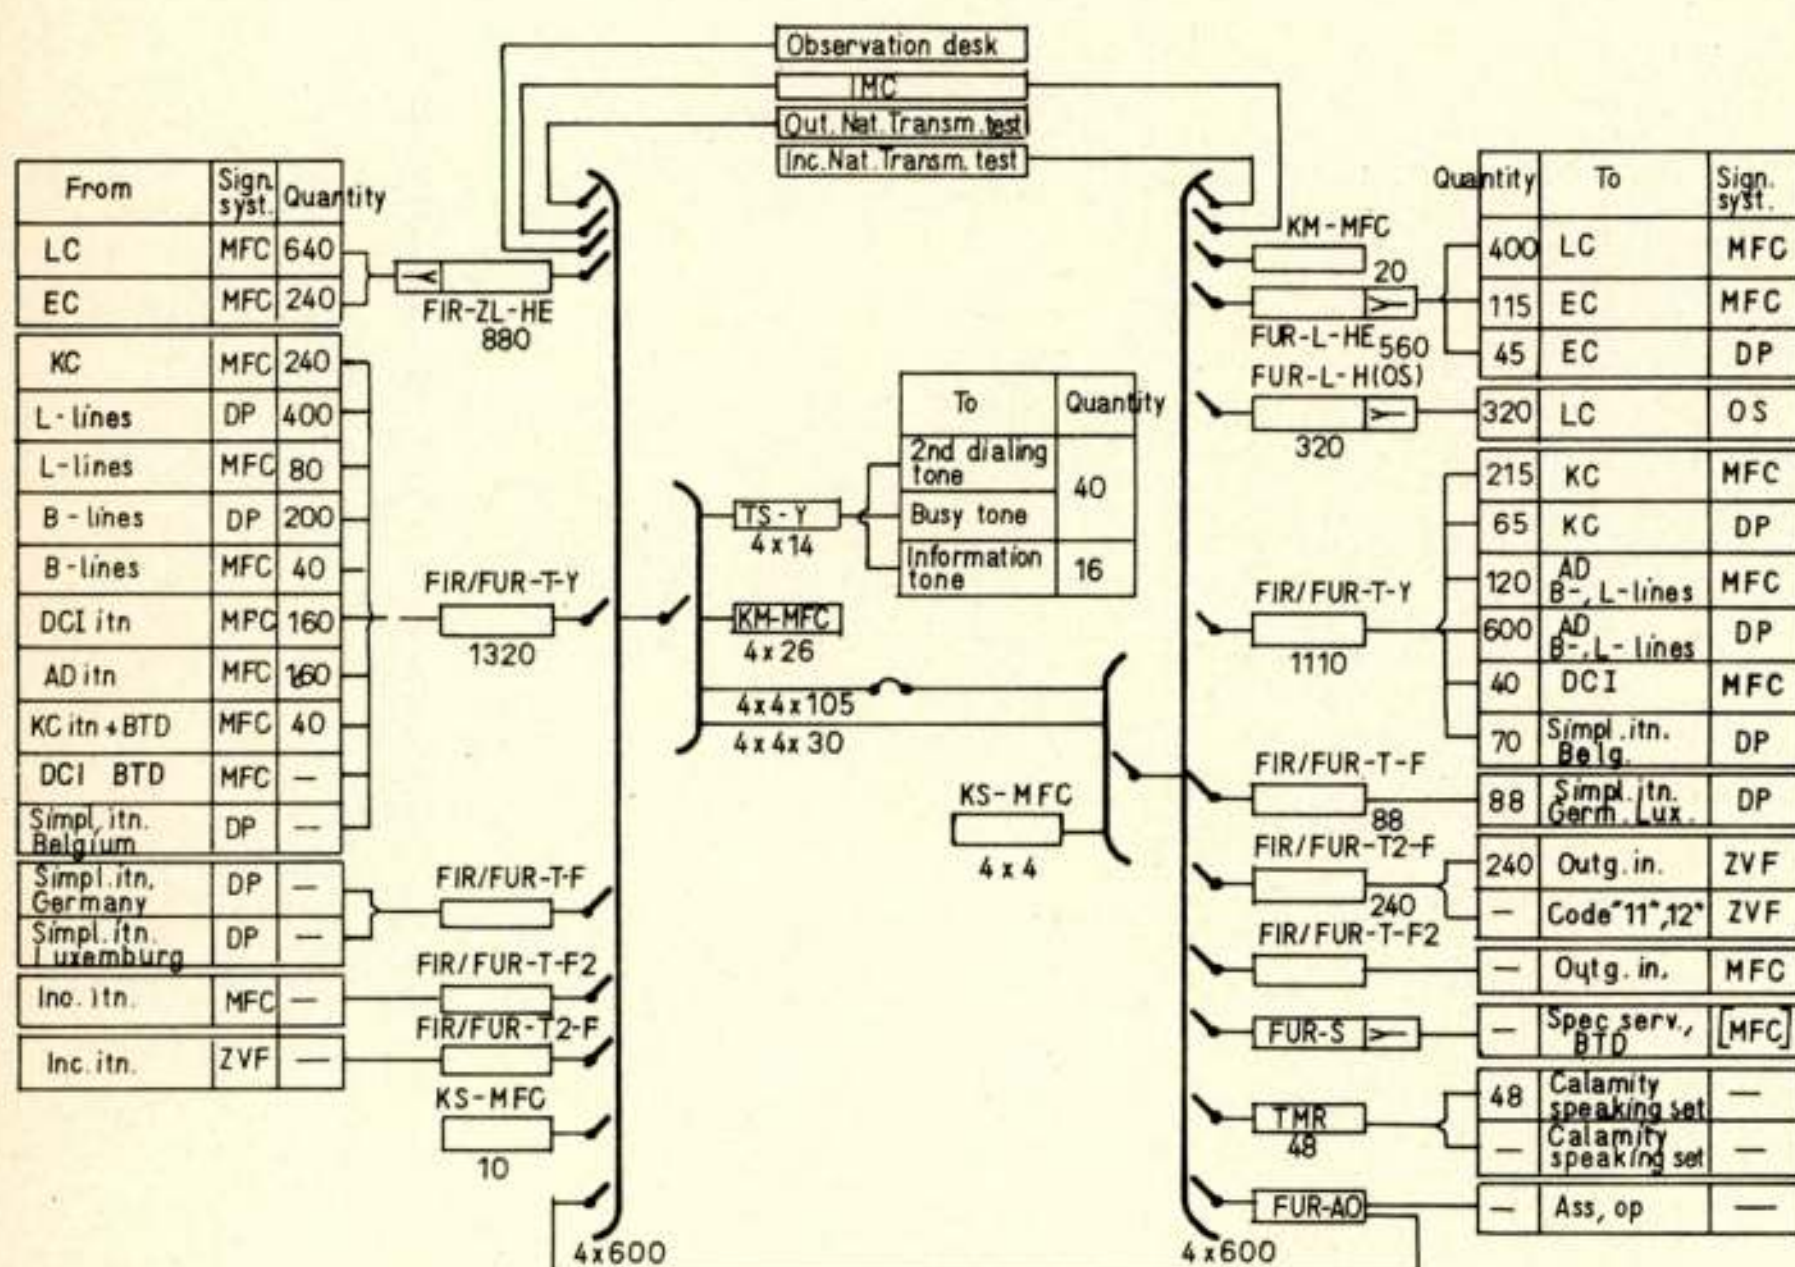 Observation desk
IMC
Out. Nat. Transm. test
Inc. Nat. Transm. test
From Sign. syst. Quantity
LC MFC 640
EC MFC 240
FIR-ZL-HE
880
KC MFC 240
L-lines DP 400
L-lines MFC 80
B-lines DP 200
B-lines MFC 40
DCI itn MFC 160
AD itn MFC 160
KC itn + BTD MFC 40
DCI BTD MFC —
Simpl, itn. Belgium DP —
FIR/FUR-T-Y
1320
Simpl. itn, Germany DP —
Simpl. itn. Luxemburg DP —
FIR/FUR-T-F
Ino. itn. MFC —
FIR/FUR-T-F2
Inc. itn. ZVF —
FIR/FUR-T2-F
KS-MFC
10
4x600
To Quantity
2nd dialing tone 40
Busy tone
Information tone 16
TS-Y
4x14
KM-MFC
4x26
4x4x105
4x4x30
KS-MFC
4x4
Quantity To Sign. syst.
KM-MFC
20
400 LC MFC
115 EC MFC
45 EC DP
FUR-L-HE 560
FUR-L-H(OS)
320
320 LC OS
215 KC MFC
65 KC DP
120 AD B-, L-lines MFC
600 AD B-, L-lines DP
40 DCI MFC
70 Simpl. itn. Belg. DP
FIR/FUR-T-Y
1110
FIR/FUR-T-F
88
88 Simpl. itn. Germ. Lux. DP
FIR/FUR-T2-F
240
240 Outg. in. ZVF
— Code "11", 12" ZVF
FIR/FUR-T-F2
— Outg. in. MFC
FUR-S
— Spec serv., BTD [MFC]
TMR
48
48 Calamity speaking set —
— Calamity speaking set —
FUR-AO
— Ass, op —
4x600